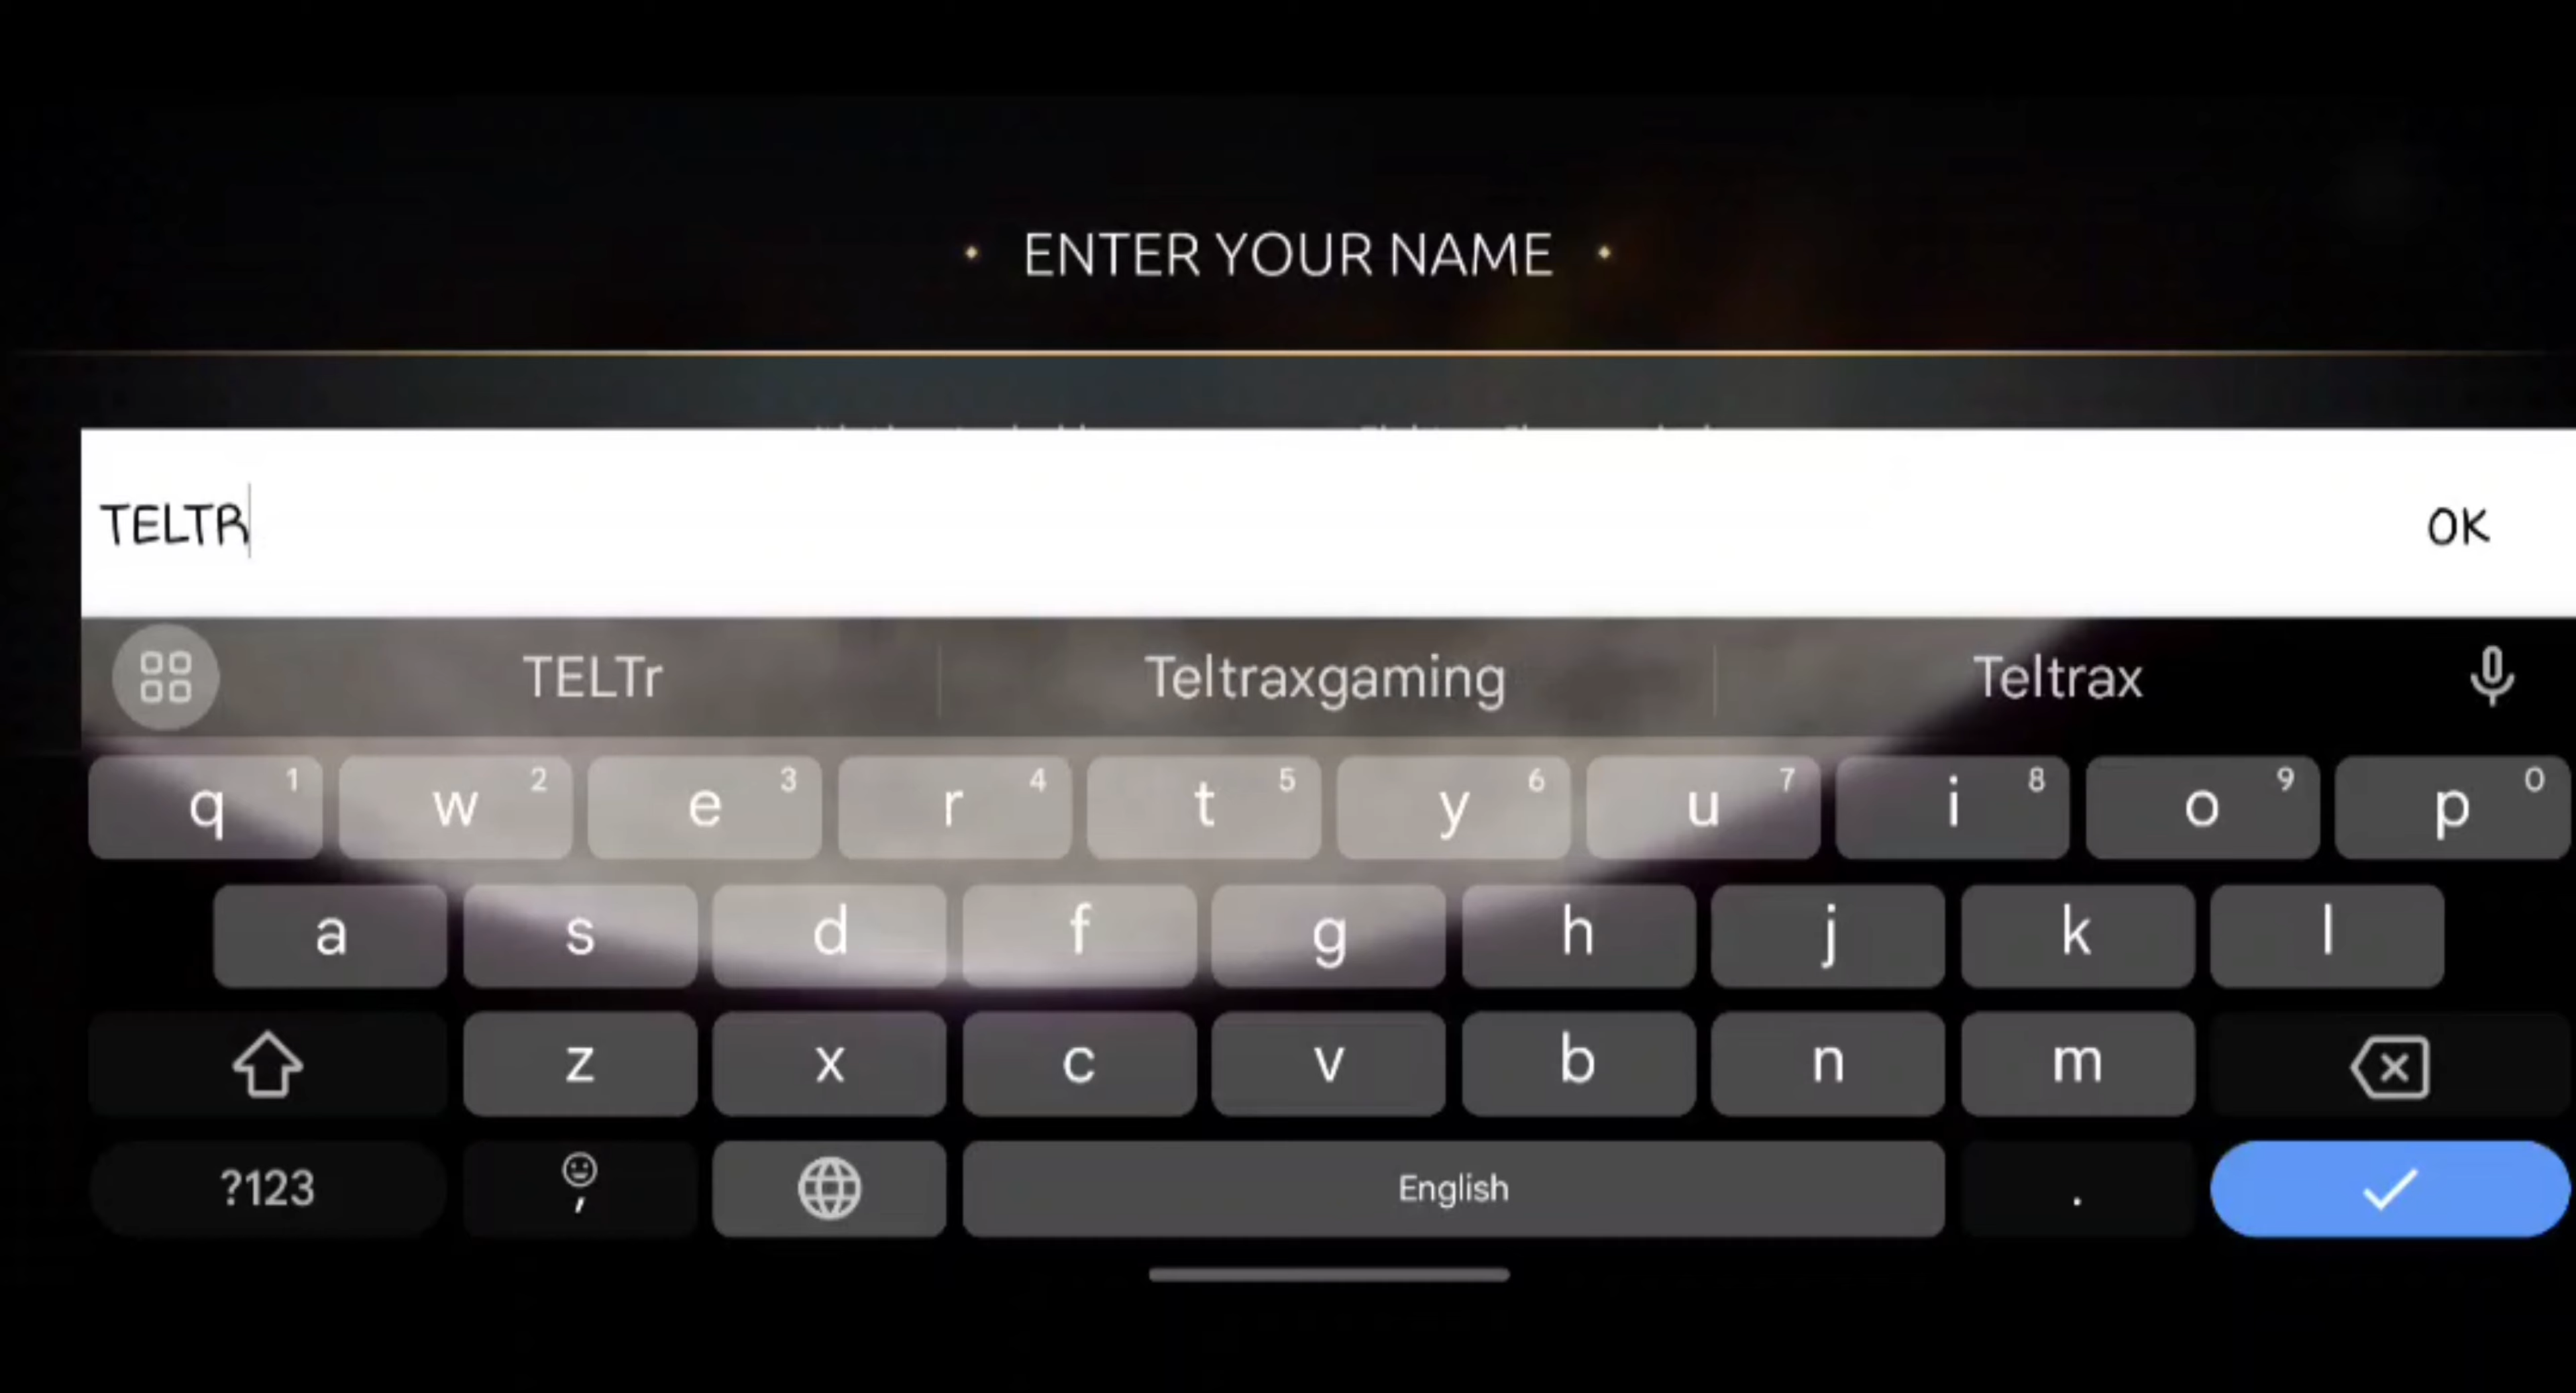 ENTER YOUR NAME
TELTR
OK
TELTr Teltraxgaming Teltrax
q 1 w 2 e 3 r 4 t 5 y 6 u 7 i 8 o 9 p 0
a s d f g h j k l
z x c v b n m
?123 , English .